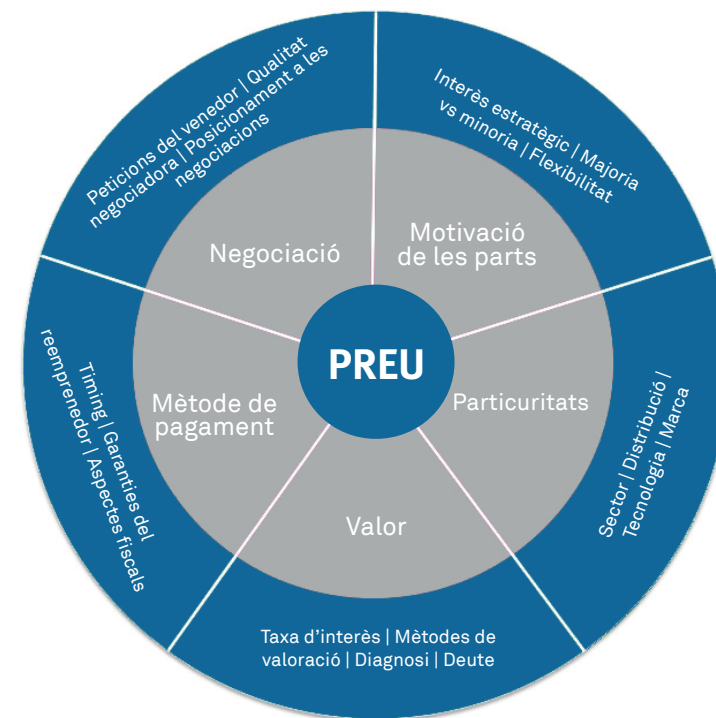 Peticions del venedor | Qualitat
negociadora | Posicionament a les
negociacions
Interès estratègic | Majoria
vs minoria | Flexibilitat
Negociació
Motivació
de les parts
PREU
Mètode de
pagament
Particuritats
Valor
Timing | Garanties del
reemprenedor | Aspectes fiscals
Sector | Distribució |
Tecnologia | Marca
Taxa d’interès | Mètodes de
valoració | Diagnosi | Deute